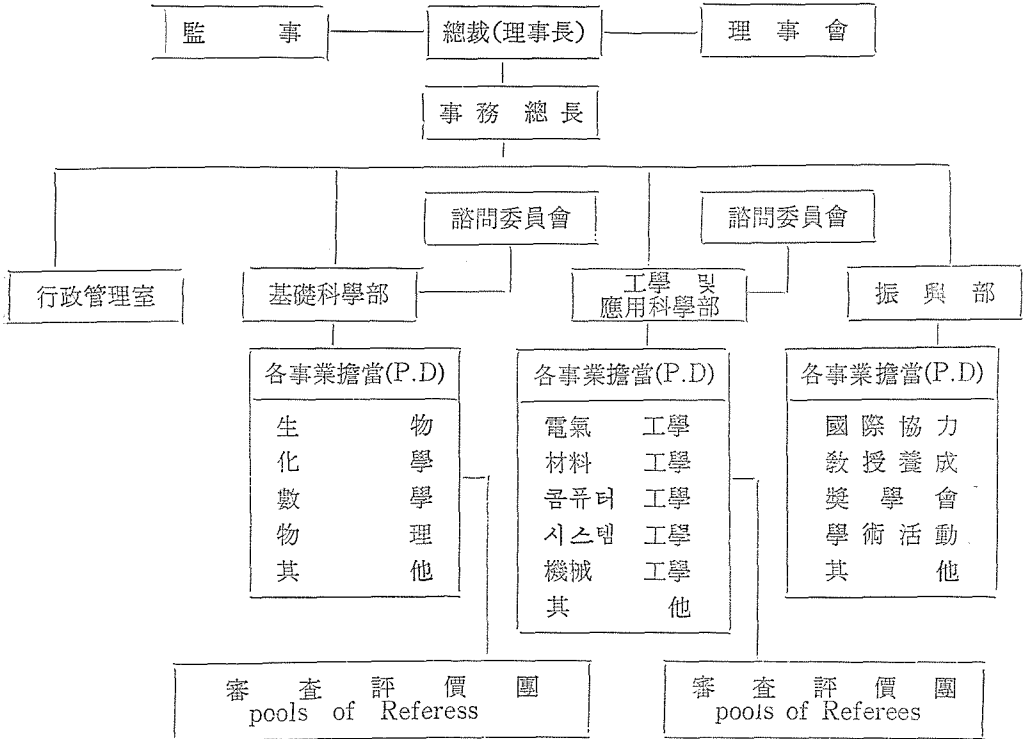 監 事
總裁(理事長)
理 事 會
事 務 總 長
諮問委員會
諮問委員會
行政管理室
基礎科學部
工學 및
應用科學部
振 興 部
各事業擔當(P.D)
生 物
化 學
數 學
物 理
其 他
各事業擔當(P.D)
電氣 工學
材料 工學
콤퓨터 工學
시스템 工學
機械 工學
其 他
各事業擔當(P.D)
國 際 協 力
敎 授 養 成
奬 學 會
學 術 活 動
其 他
審 査 評 價 團
pools of Referess
審 査 評 價 團
pools of Referees